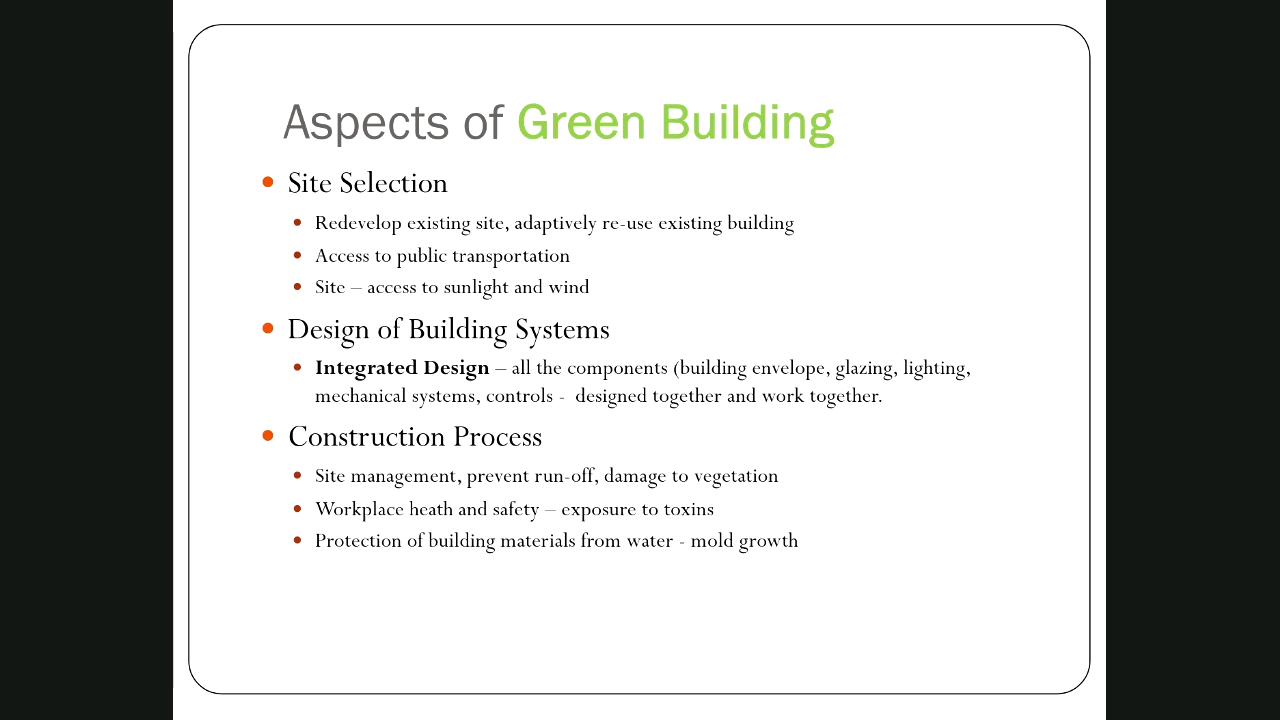 Aspects of Green Building
Site Selection
Redevelop existing site, adaptively re-use existing building
Access to public transportation
Site – access to sunlight and wind
Design of Building Systems
Integrated Design – all the components (building envelope, glazing, lighting,
mechanical systems, controls -  designed together and work together.
Construction Process
Site management, prevent run-off, damage to vegetation
Workplace heath and safety – exposure to toxins
Protection of building materials from water - mold growth